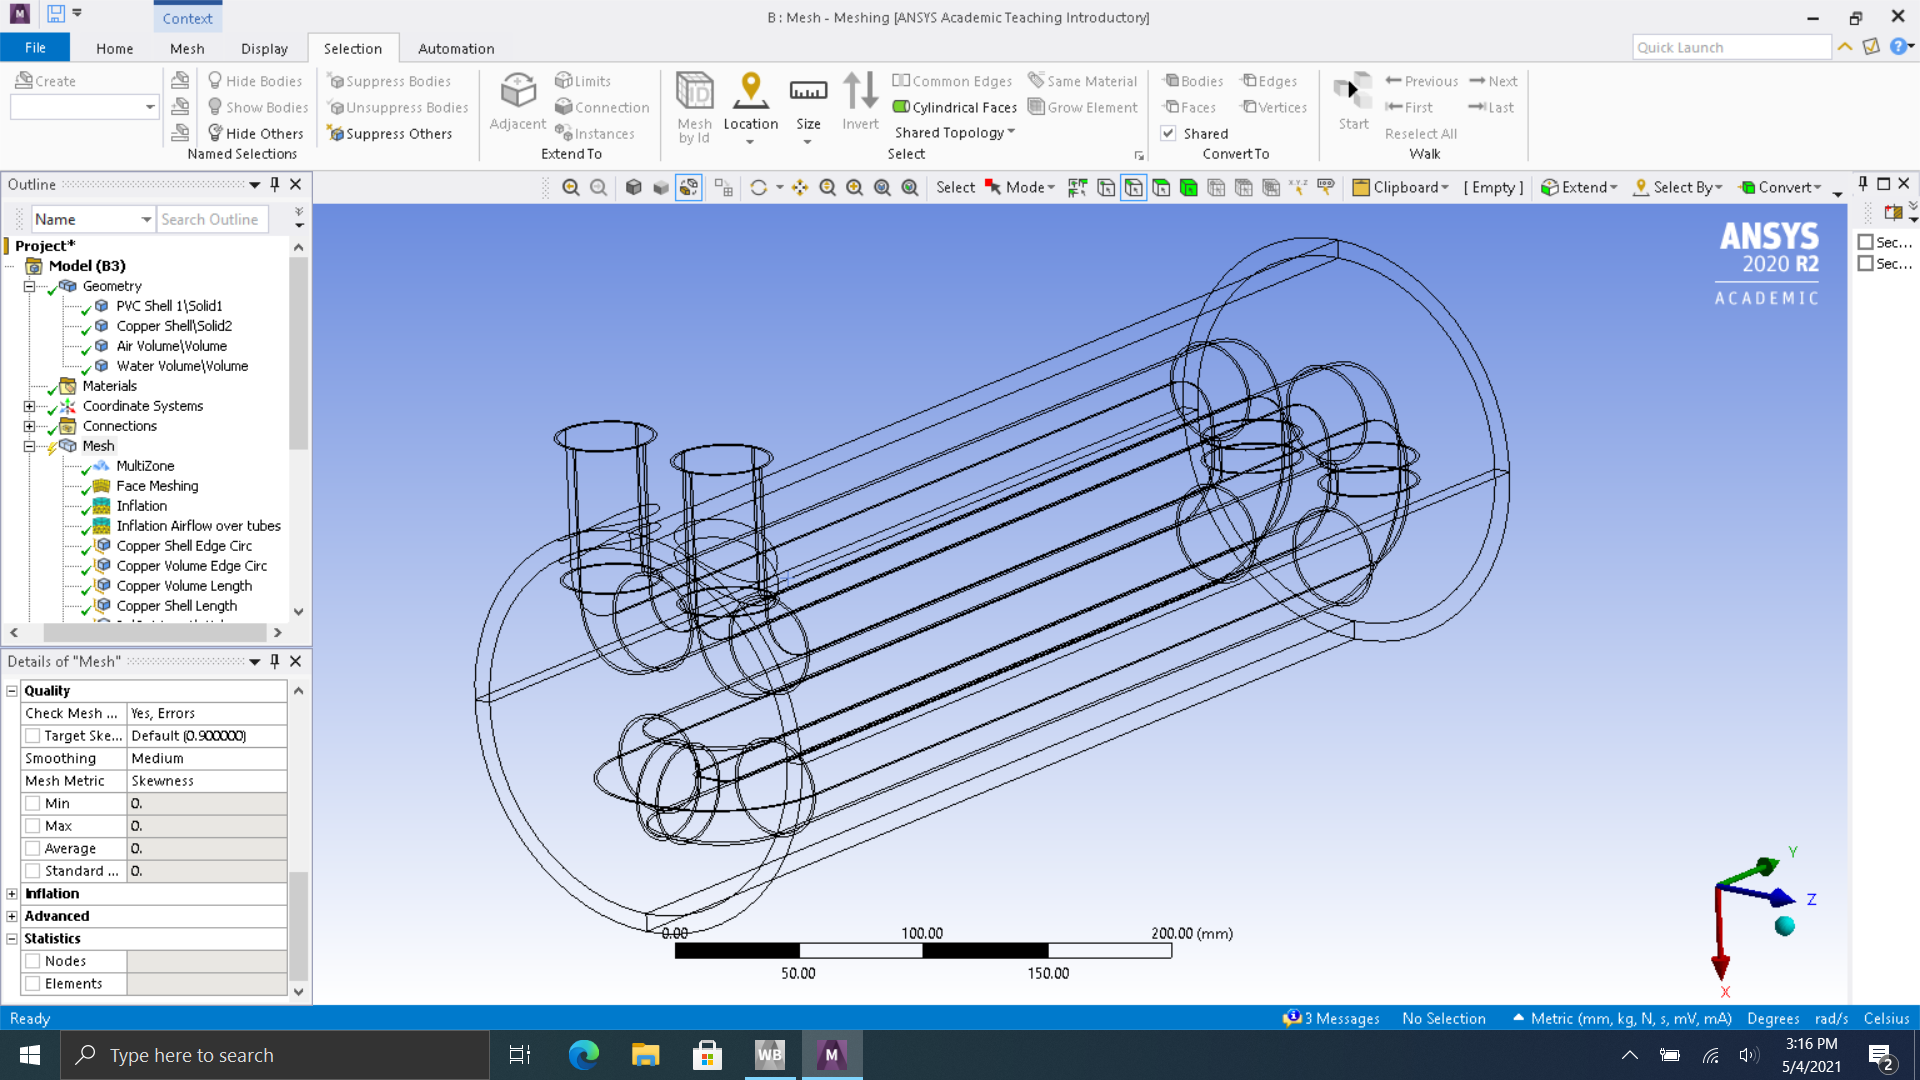 Context
B : Mesh - Meshing [ANSYS Academic Teaching Introductory]
File Home Mesh Display Selection Automation
Quick Launch
Create
Hide Bodies
Show Bodies
Hide Others
Named Selections
Suppress Bodies
Unsuppress Bodies
Suppress Others
Adjacent
Limits
Connection
Instances
Extend To
Mesh by Id
Location
Size
Invert
Common Edges
Cylindrical Faces
Shared Topology
Same Material
Grow Element
Select
Bodies Edges
Faces Vertices
Shared
Convert To
Start
Previous Next
First Last
Reselect All
Walk
Select Mode Clipboard [ Empty ] Extend Select By Convert
Outline
Name Search Outline
Project*
Model (B3)
Geometry
PVC Shell 1\Solid1
Copper Shell\Solid2
Air Volume\Volume
Water Volume\Volume
Materials
Coordinate Systems
Connections
Mesh
MultiZone
Face Meshing
Inflation
Inflation Airflow over tubes
Copper Shell Edge Circ
Copper Volume Edge Circ
Copper Volume Length
Copper Shell Length
Details of "Mesh"
Quality
Check Mesh ... Yes, Errors
Target Ske... Default (0.900000)
Smoothing Medium
Mesh Metric Skewness
Min 0.
Max 0.
Average 0.
Standard ... 0.
Inflation
Advanced
Statistics
Nodes
Elements
ANSYS
2020 R2
ACADEMIC
Sec...
Sec...
0.00 100.00 200.00 (mm)
50.00 150.00
Y
Z
X
Ready
3 Messages No Selection Metric (mm, kg, N, s, mV, mA) Degrees rad/s Celsius
Type here to search
WB
M
3:16 PM
5/4/2021
2